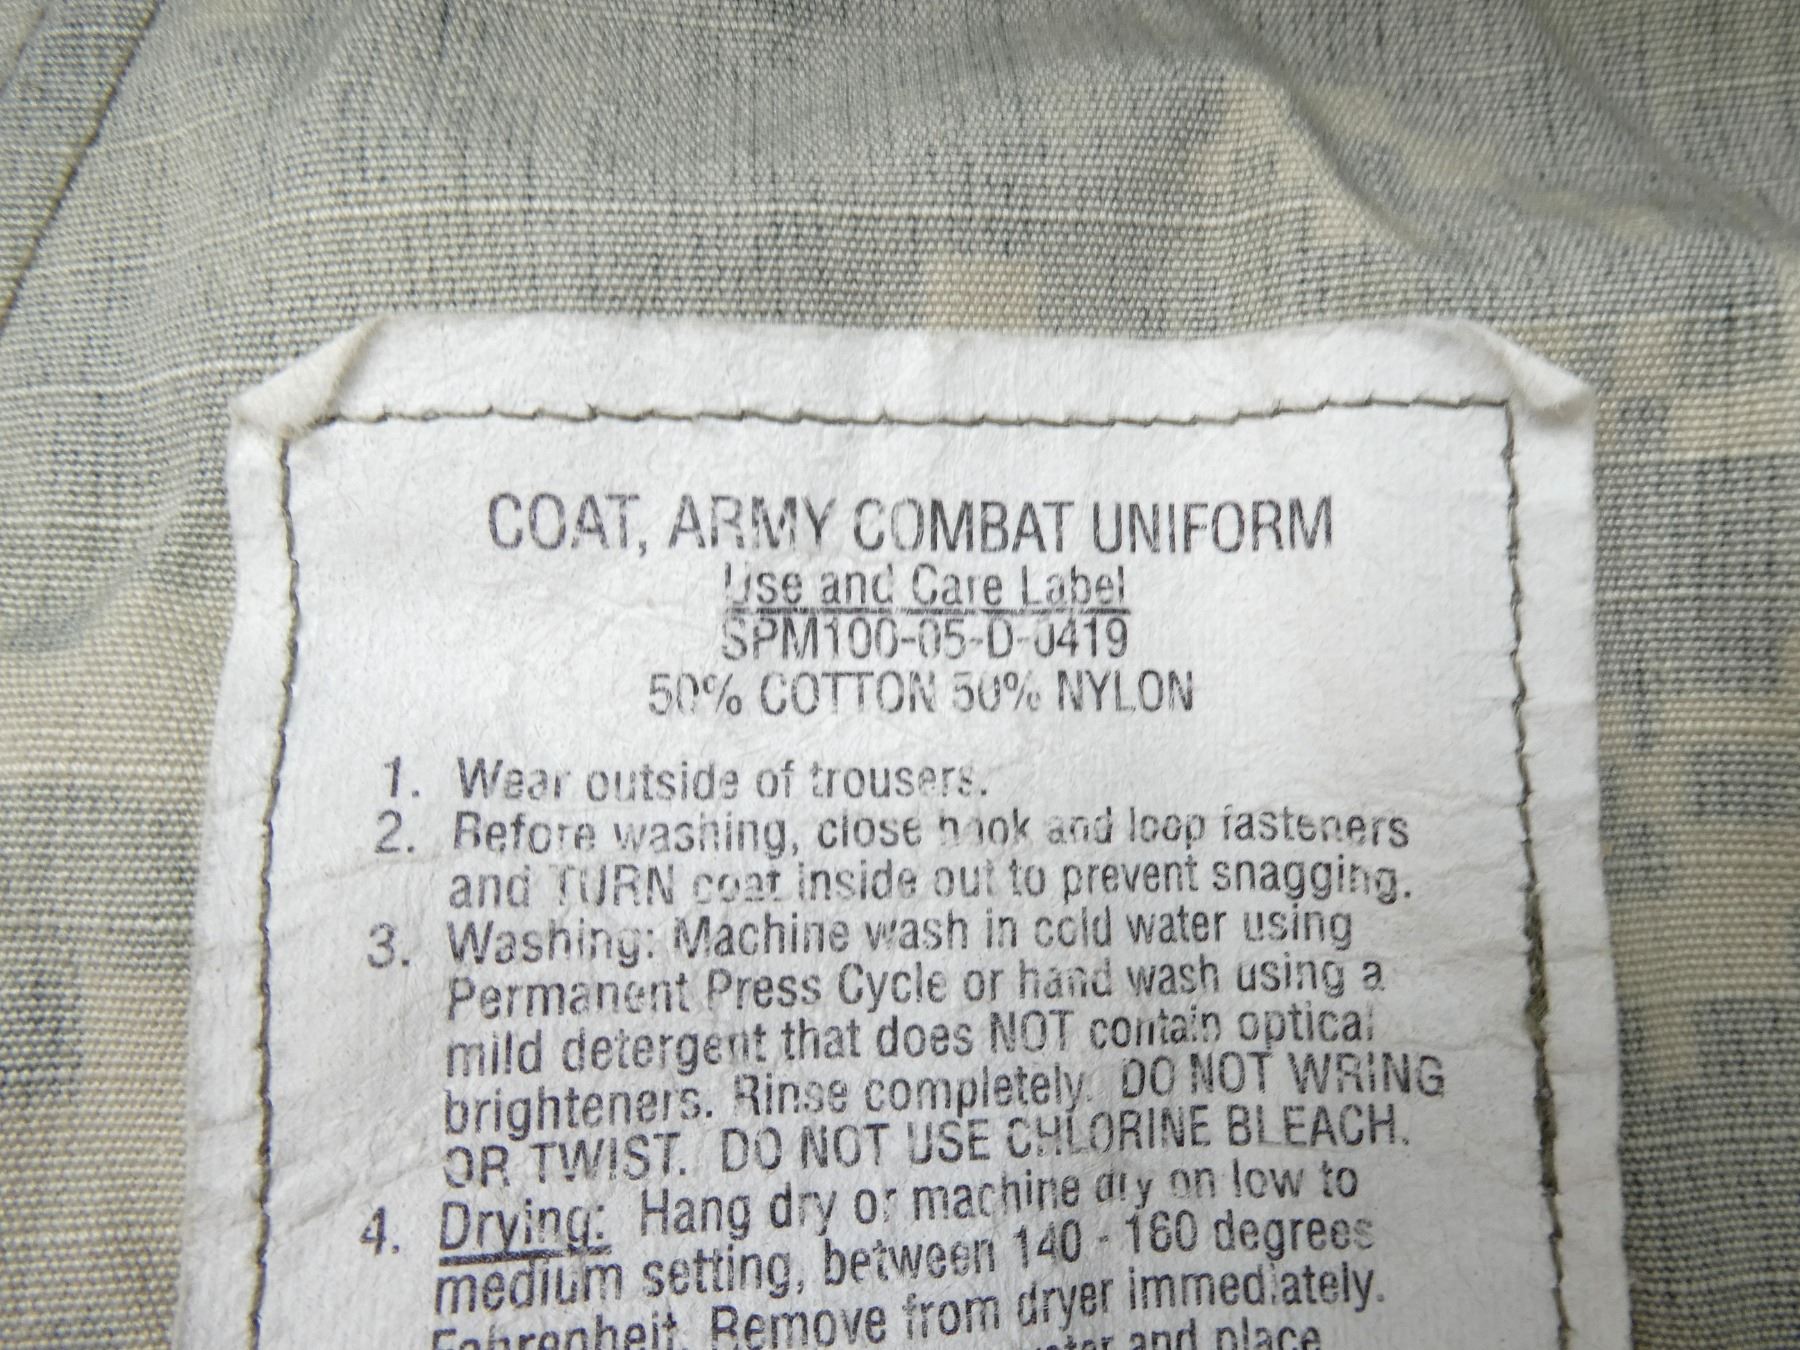 COAT, ARMY COMBAT UNIFORM
Use and Care Label
SPM100-05-D-0419
50% COTTON 50% NYLON
1. Wear outside of trousers.
2. Before washing, close hook and loop fasteners
and TURN coat inside out to prevent snagging.
3. Washing: Machine wash in cold water using
Permanent Press Cycle or hand wash using a
mild detergent that does NOT contain optical
brighteners. Rinse completely. DO NOT WRING
OR TWIST. DO NOT USE CHLORINE BLEACH.
4. Drying: Hang dry or machine dry on low to
medium setting, between 140 - 160 degrees
Fahrenheit. Remove from dryer immediately.
water and place